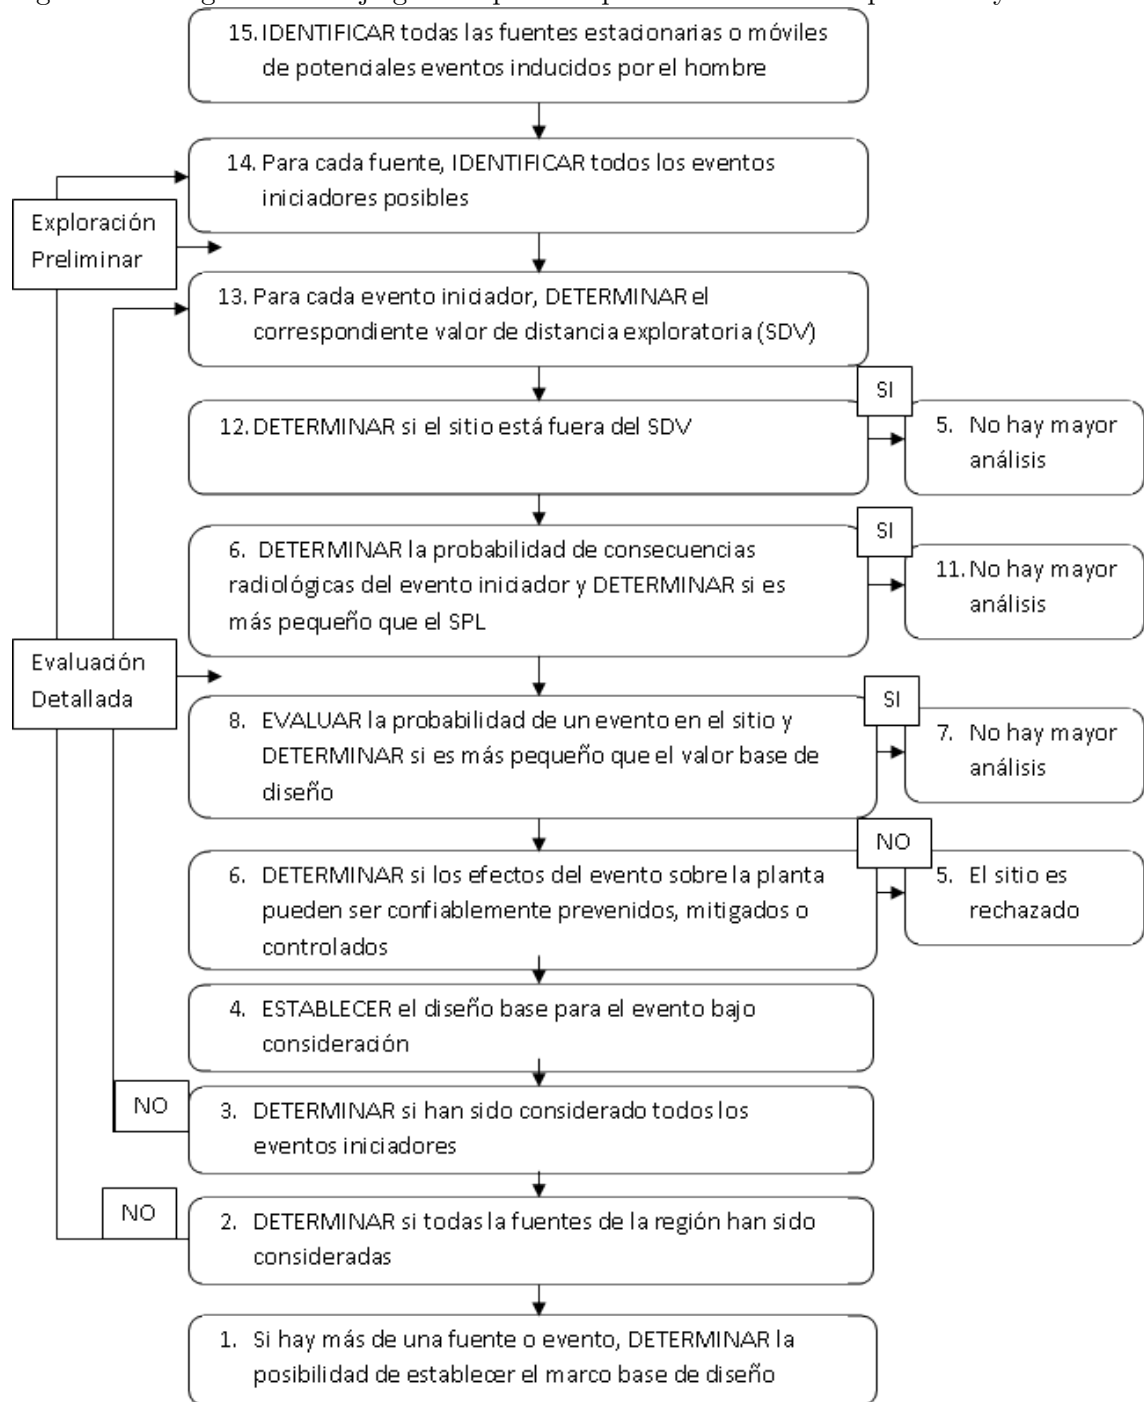 15. IDENTIFICAR todas las fuentes estacionarias o móviles
de potenciales eventos inducidos por el hombre
14. Para cada fuente, IDENTIFICAR todos los eventos
iniciadores posibles
Exploración
Preliminar
13. Para cada evento iniciador, DETERMINAR el
correspondiente valor de distancia exploratoria (SDV)
SI
12. DETERMINAR si el sitio está fuera del SDV
5. No hay mayor
análisis
SI
6. DETERMINAR la probabilidad de consecuencias
radiológicas del evento iniciador y DETERMINAR si es
más pequeño que el SPL
11. No hay mayor
análisis
Evaluación
Detallada
SI
8. EVALUAR la probabilidad de un evento en el sitio y
DETERMINAR si es más pequeño que el valor base de
diseño
7. No hay mayor
análisis
NO
6. DETERMINAR si los efectos del evento sobre la planta
pueden ser confiablemente prevenidos, mitigados o
controlados
5. El sitio es
rechazado
4. ESTABLECER el diseño base para el evento bajo
consideración
NO
3. DETERMINAR si han sido considerado todos los
eventos iniciadores
NO
2. DETERMINAR si todas la fuentes de la región han sido
consideradas
1. Si hay más de una fuente o evento, DETERMINAR la
posibilidad de establecer el marco base de diseño